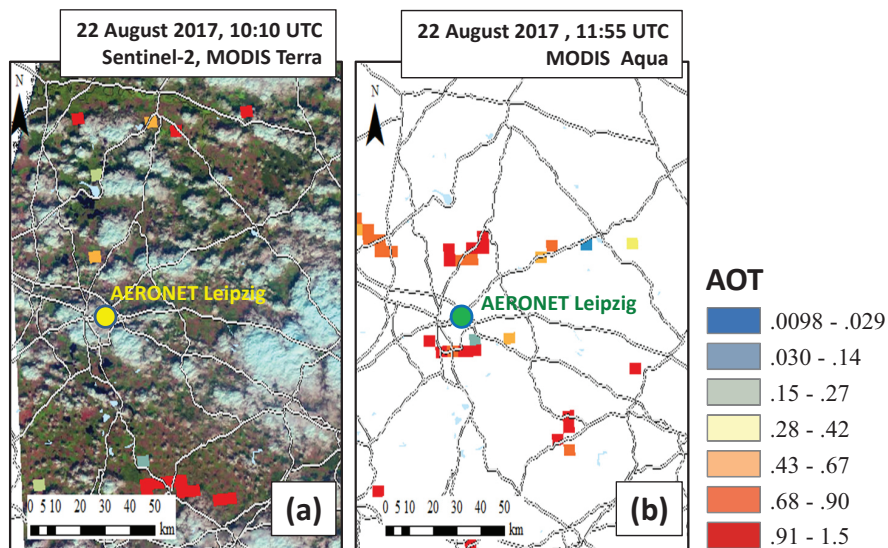 22 August 2017, 10:10 UTC
Sentinel-2, MODIS Terra
22 August 2017 , 11:55 UTC
MODIS Aqua
N
N
AERONET Leipzig
AERONET Leipzig
0 5 10 20 30 40 50
km
(a)
0 5 10 20 30 40 50
km
(b)
AOT
.0098 - .029
.030 - .14
.15 - .27
.28 - .42
.43 - .67
.68 - .90
.91 - 1.5